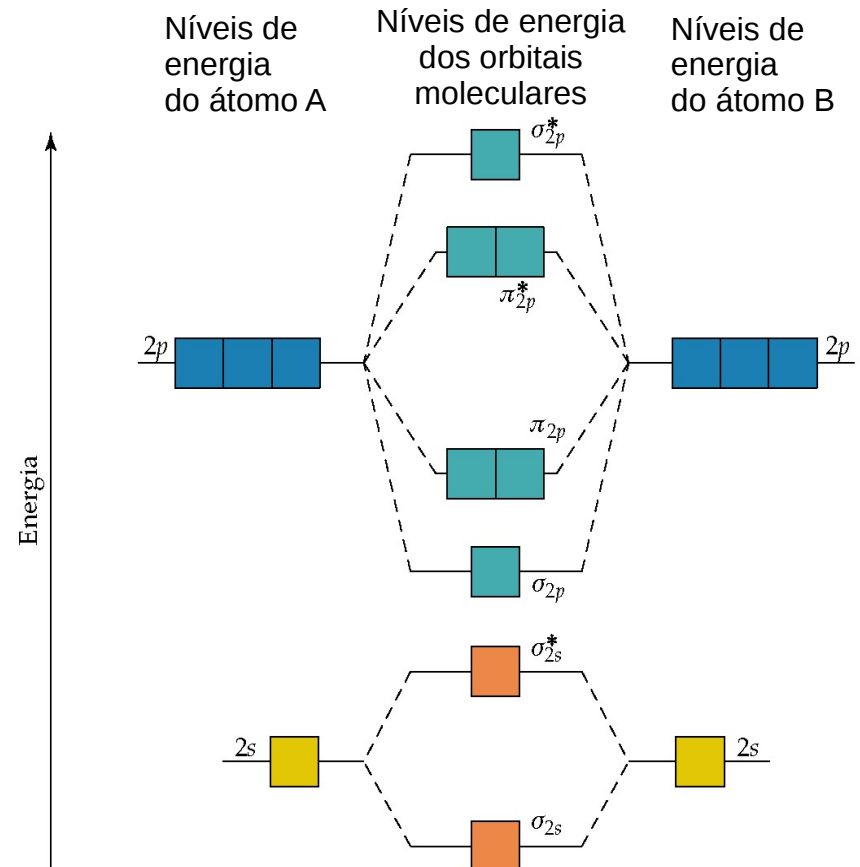 Níveis de
energia
do átomo A
Níveis de energia
dos orbitais
moleculares
Níveis de
energia
do átomo B
σ*2p
π*2p
2p
2p
π2p
Energia
σ2p
σ*2s
2s
2s
σ2s